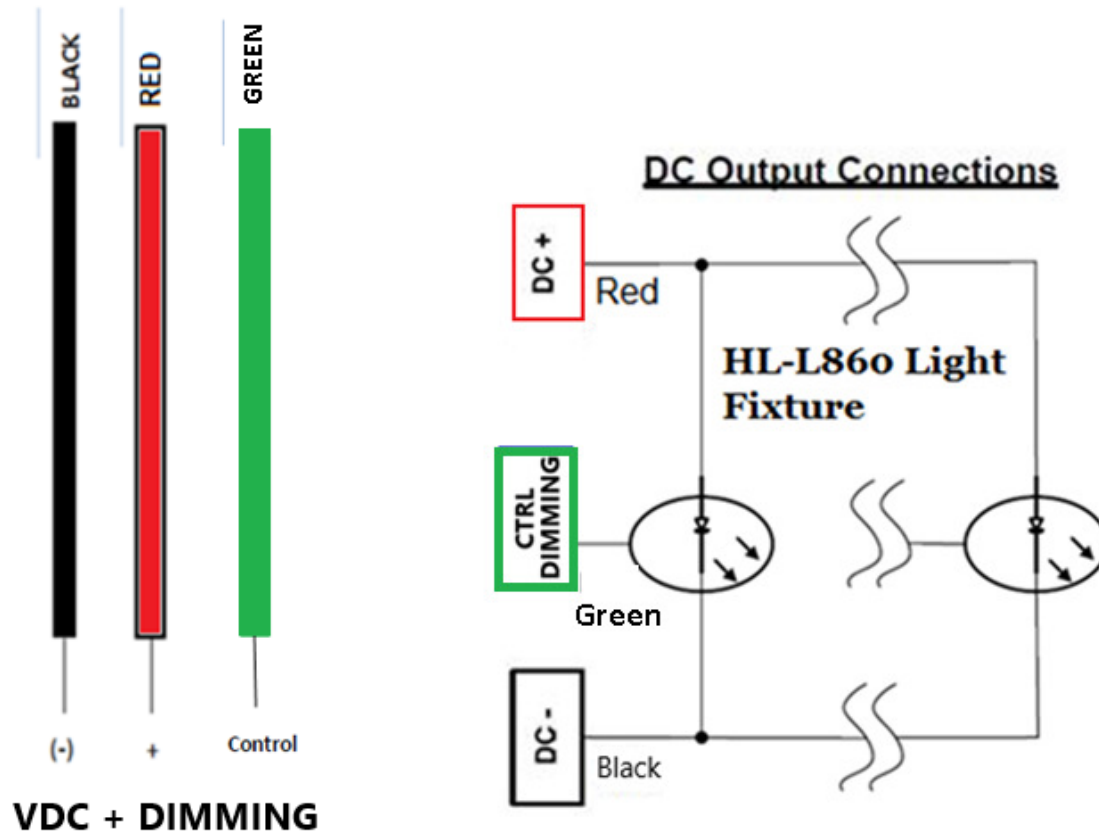 BLACK
RED
GREEN
(-)
+
Control
VDC + DIMMING
DC Output Connections
DC +
Red
HL-L860 Light
Fixture
CTRL
DIMMING
Green
DC -
Black